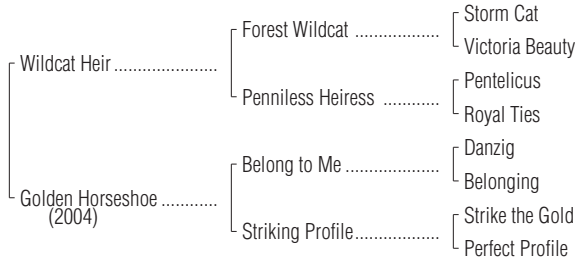 Storm Cat
Forest Wildcat ..................
Victoria Beauty
Wildcat Heir ......................
Pentelicus
Penniless Heiress ............
Royal Ties
Danzig
Belong to Me ....................
Belonging
Golden Horseshoe ............
(2004)
Strike the Gold
Striking Profile ..................
Perfect Profile